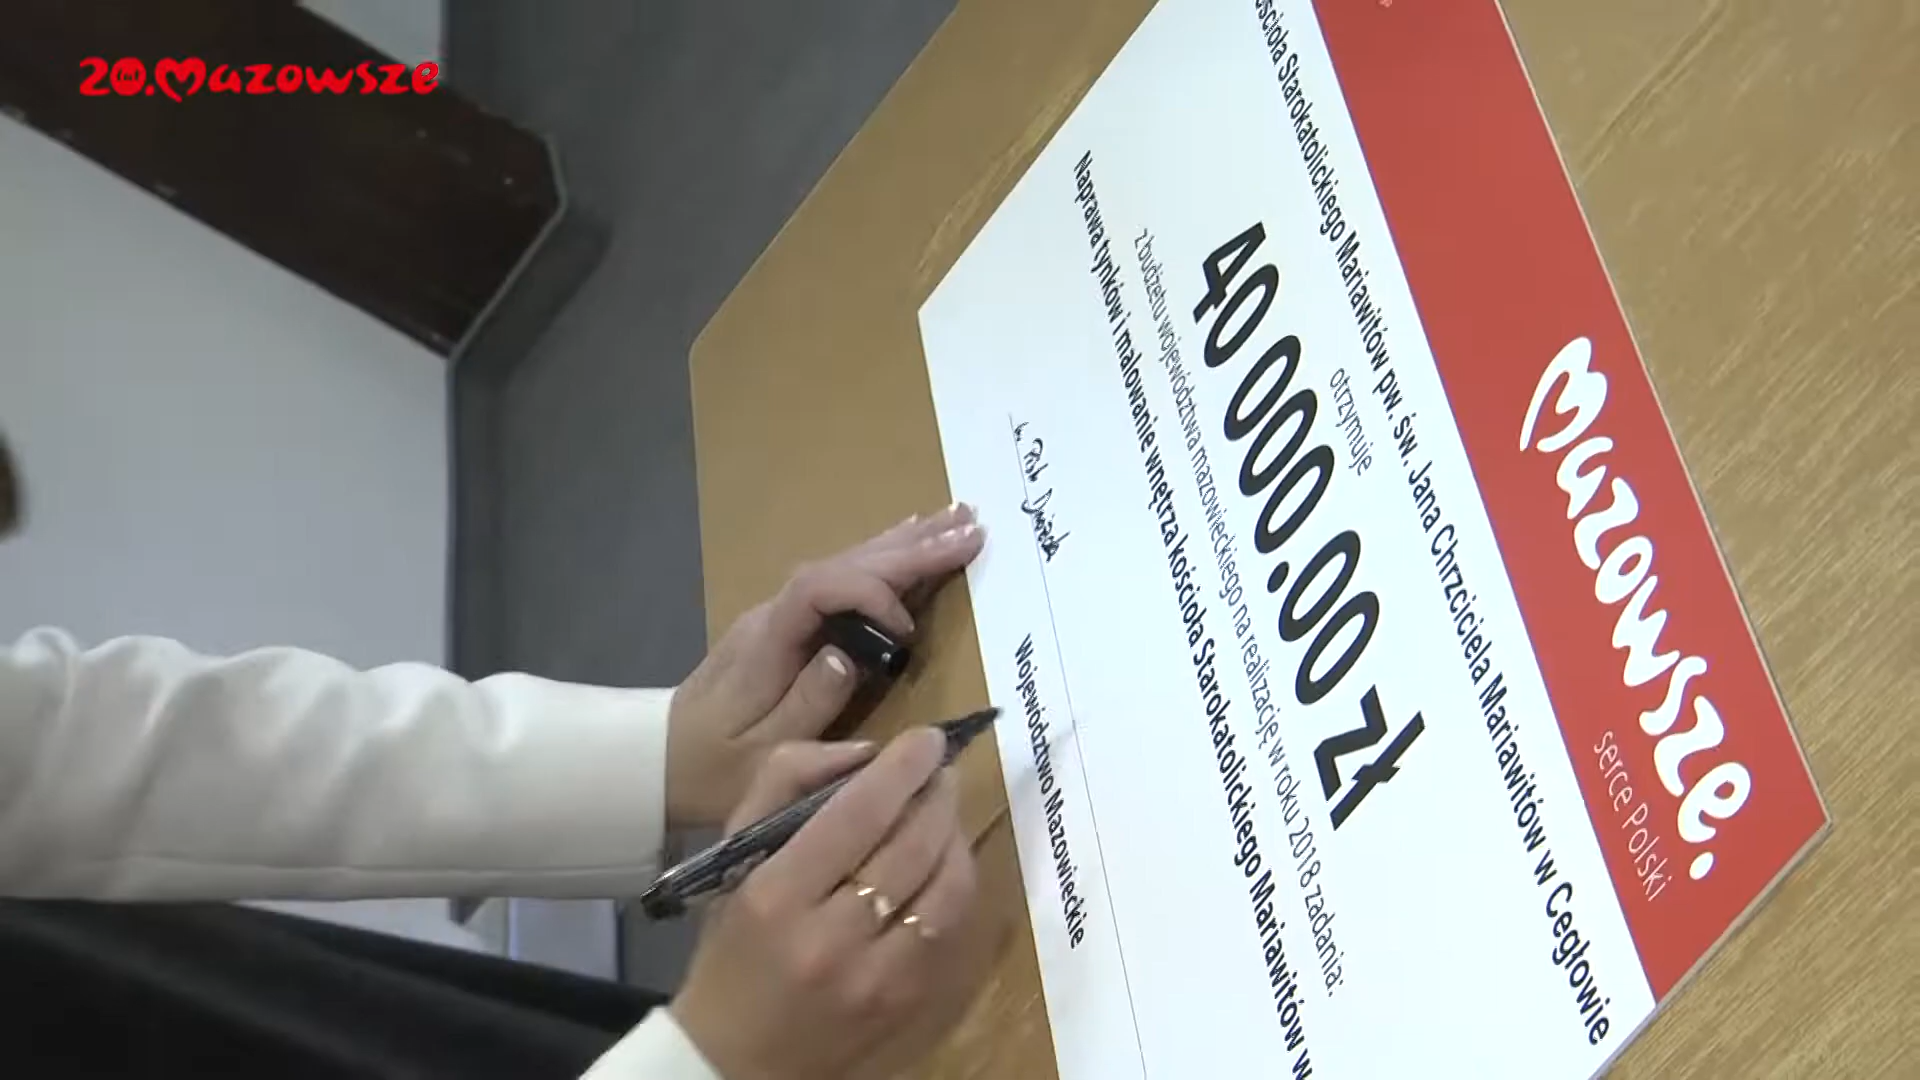 20.Mazowsze
Mazowsze.
serce Polski
Starokatolickiego Mariawitów pw. św. Jana Chrzciciela Mariawitów w Cegłowie
otrzymuje
40 000.00 zł
z budżetu województwa mazowieckiego na realizację w roku 2018 zadania:
Naprawa tynków i malowanie wnętrza kościoła Starokatolickiego Mariawitów w
Województwo Mazowieckie